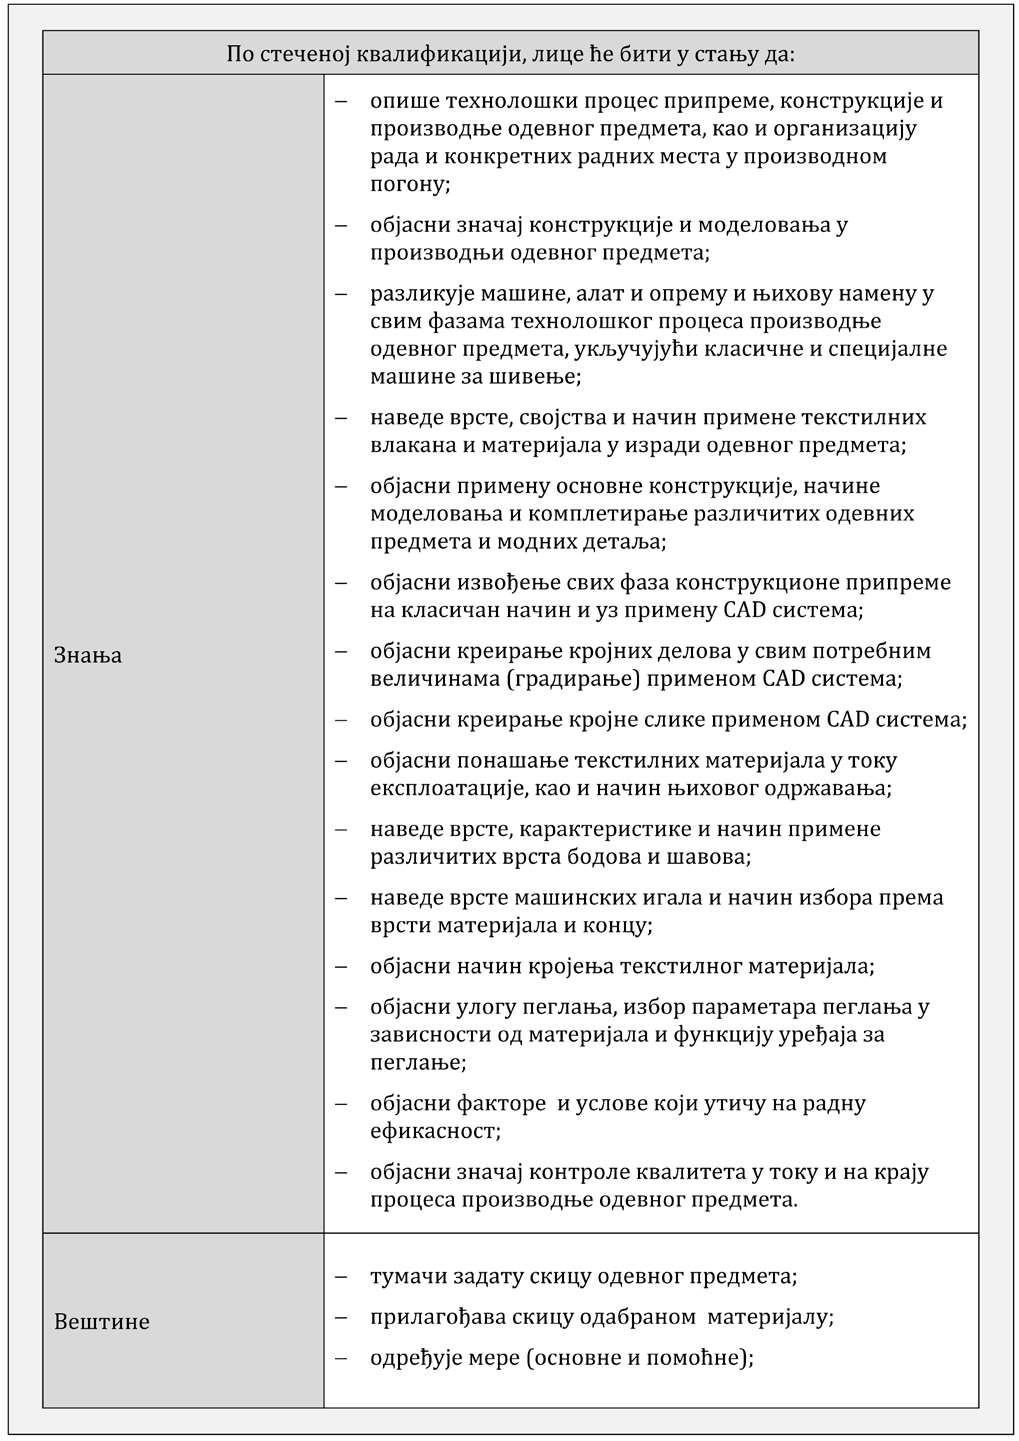 По стеченој квалификацији, лице ће бити у стању да:
Знања
– опише технолошки процес припреме, конструкције и
производње одевног предмета, као и организацију
рада и конкретних радних места у производном
погону;
– објасни значај конструкције и моделовања у
производњи одевног предмета;
– разликује машине, алат и опрему и њихову намену у
свим фазама технолошког процеса производње
одевног предмета, укључујући класичне и специјалне
машине за шивење;
– наведе врсте, својства и начин примене текстилних
влакана и материјала у изради одевног предмета;
– објасни примену основне конструкције, начине
моделовања и комплетирање различитих одевних
предмета и модних детаља;
– објасни извођење свих фаза конструкционе припреме
на класичан начин и уз примену CAD система;
– објасни креирање кројних делова у свим потребним
величинама (градирање) применом CAD система;
– објасни креирање кројне слике применом CAD система;
– објасни понашање текстилних материјала у току
експлоатације, као и начин њиховог одржавања;
– наведе врсте, карактеристике и начин примене
различитих врста бодова и шавова;
– наведе врсте машинских игала и начин избора према
врсти материјала и концу;
– објасни начин кројења текстилног материјала;
– објасни улогу пеглања, избор параметара пеглања у
зависности од материјала и функцију уређаја за
пеглање;
– објасни факторе  и услове који утичу на радну
ефикасност;
– објасни значај контроле квалитета у току и на крају
процеса производње одевног предмета.
Вештине
– тумачи задату скицу одевног предмета;
– прилагођава скицу одабраном  материјалу;
– одређује мере (основне и помоћне);